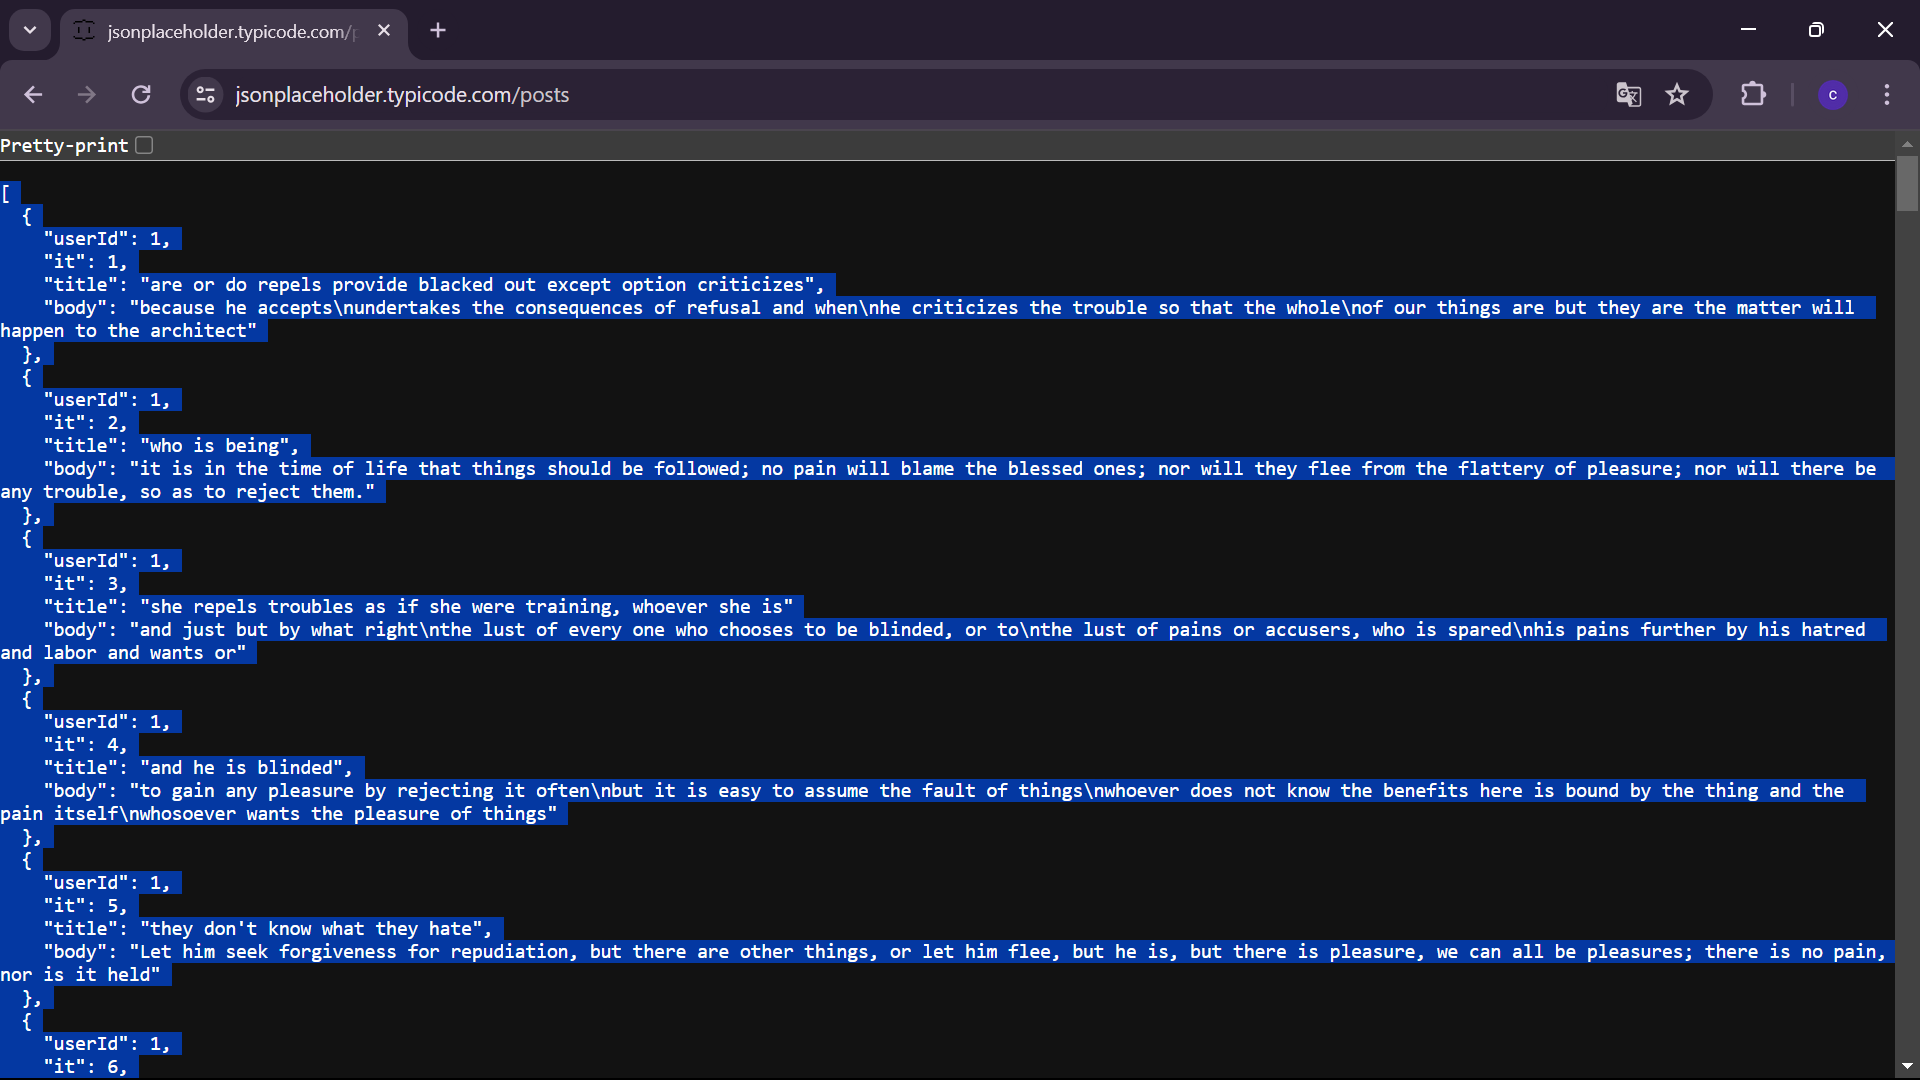 jsonplaceholder.typicode.com/p
jsonplaceholder.typicode.com/posts
C
Pretty-print
[
  {
    "userId": 1,
    "it": 1,
    "title": "are or do repels provide blacked out except option criticizes",
    "body": "because he accepts\nundertakes the consequences of refusal and when\nhe criticizes the trouble so that the whole\nof our things are but they are the matter will
happen to the architect"
  },
  {
    "userId": 1,
    "it": 2,
    "title": "who is being",
    "body": "it is in the time of life that things should be followed; no pain will blame the blessed ones; nor will they flee from the flattery of pleasure; nor will there be
any trouble, so as to reject them."
  },
  {
    "userId": 1,
    "it": 3,
    "title": "she repels troubles as if she were training, whoever she is"
    "body": "and just but by what right\nthe lust of every one who chooses to be blinded, or to\nthe lust of pains or accusers, who is spared\nhis pains further by his hatred
and labor and wants or"
  },
  {
    "userId": 1,
    "it": 4,
    "title": "and he is blinded",
    "body": "to gain any pleasure by rejecting it often\nbut it is easy to assume the fault of things\nwhoever does not know the benefits here is bound by the thing and the
pain itself\nwhosoever wants the pleasure of things"
  },
  {
    "userId": 1,
    "it": 5,
    "title": "they don't know what they hate",
    "body": "Let him seek forgiveness for repudiation, but there are other things, or let him flee, but he is, but there is pleasure, we can all be pleasures; there is no pain,
nor is it held"
  },
  {
    "userId": 1,
    "it": 6,